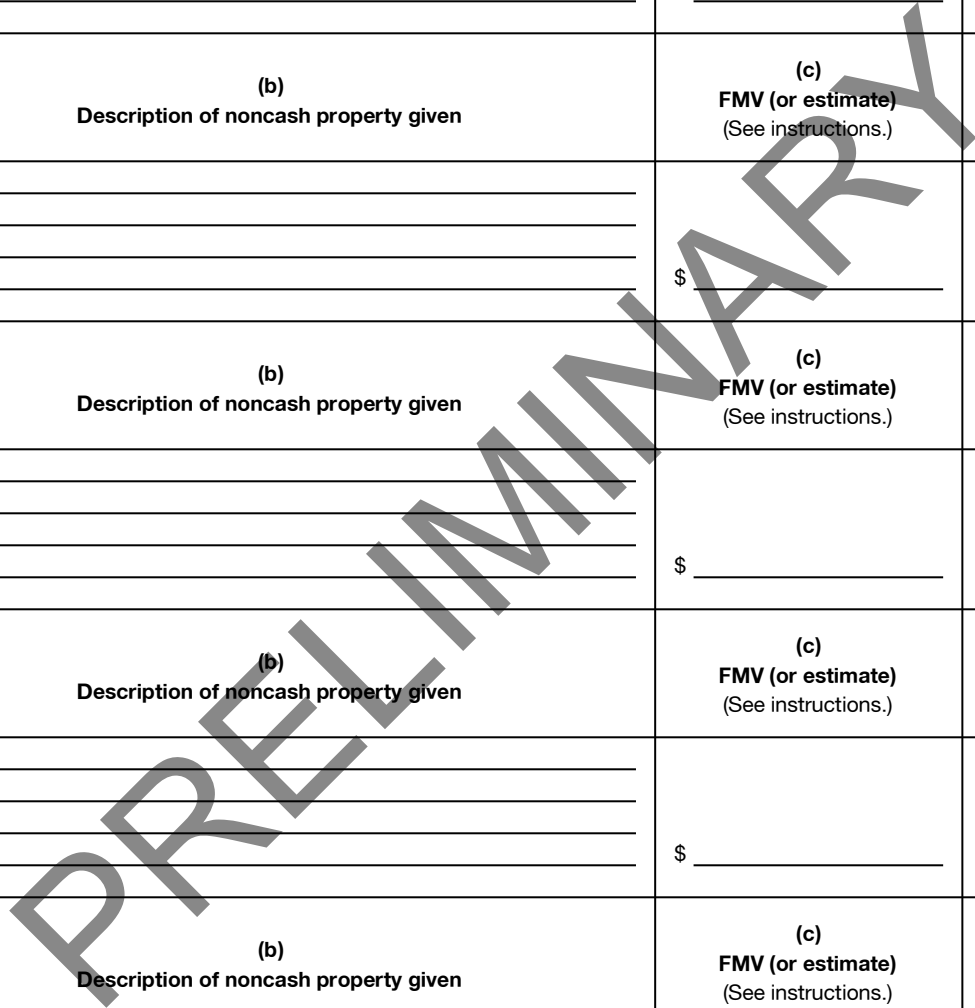 (b)
Description of noncash property given
(c)
FMV (or estimate)
(See instructions.)
$
(b)
Description of noncash property given
(c)
FMV (or estimate)
(See instructions.)
$
(b)
Description of noncash property given
(c)
FMV (or estimate)
(See instructions.)
$
(b)
Description of noncash property given
(c)
FMV (or estimate)
(See instructions.)
PRELIMINARY